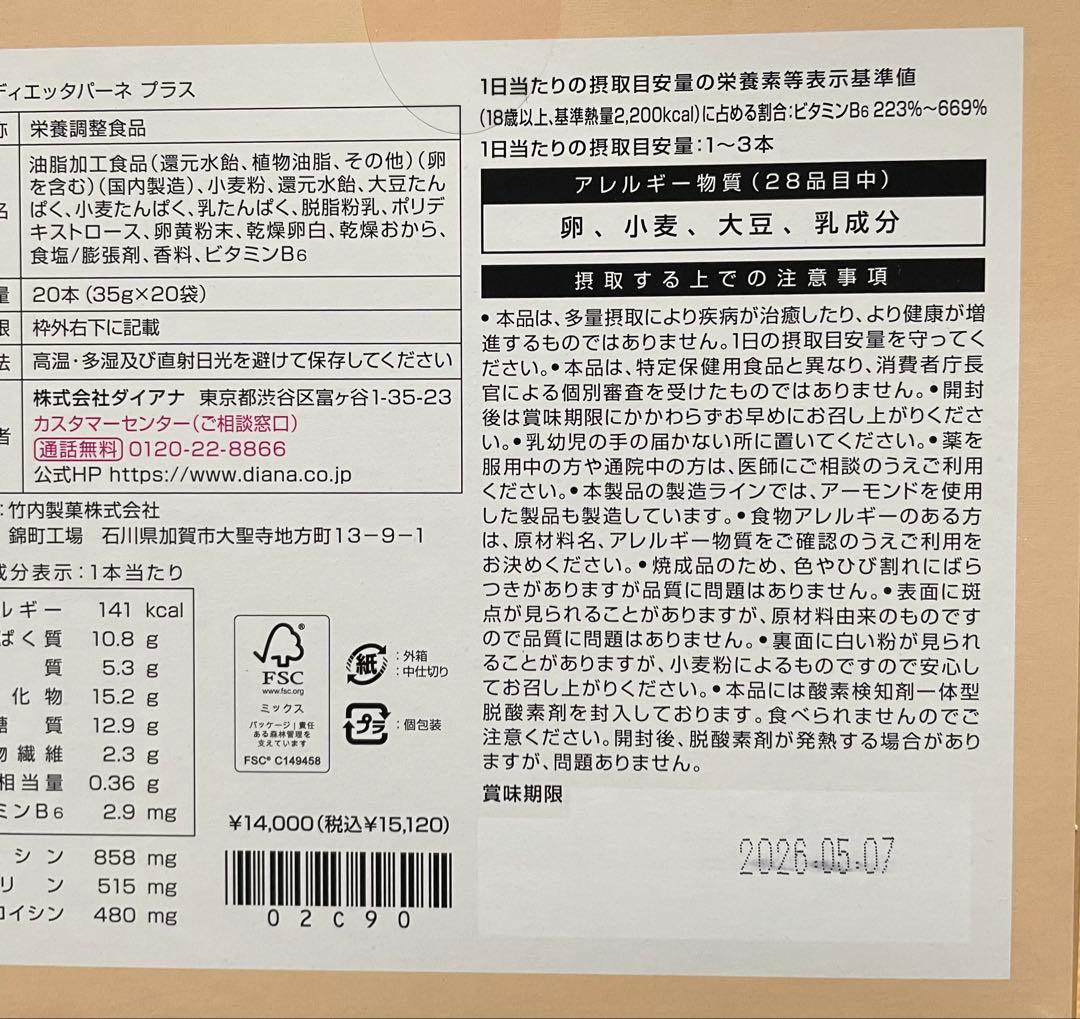 ディエッタパーネ プラス
称 栄養調整食品
名 油脂加工食品(還元水飴、植物油脂、その他)(卵
を含む)(国内製造)、小麦粉、還元水飴、大豆たん
ぱく、小麦たんぱく、乳たんぱく、脱脂粉乳、ポリデ
キストロース、卵黄粉末、乾燥卵白、乾燥おから、
食塩/膨張剤、香料、ビタミンB6
量 20本(35g×20袋)
限 枠外右下に記載
法 高温・多湿及び直射日光を避けて保存してください
者 株式会社ダイアナ 東京都渋谷区富ヶ谷1-35-23
カスタマーセンター(ご相談窓口)
通話無料 0120-22-8866
公式HP https://www.diana.co.jp
:竹内製菓株式会社
錦町工場 石川県加賀市大聖寺地方町13-9-1
成分表示:1本当たり
ルギー 141 kcal
ぱく質 10.8 g
質 5.3 g
化物 15.2 g
糖質 12.9 g
物繊維 2.3 g
相当量 0.36 g
ミンB6 2.9 mg
シン 858 mg
リン 515 mg
ロイシン 480 mg
FSC®
www.fsc.org
ミックス
パッケージ|責任
ある森林管理を
支えています
FSC® C149458
紙 :外箱
:中仕切り
プラ :個包装
¥14,000(税込¥15,120)
02C90
1日当たりの摂取目安量の栄養素等表示基準値
(18歳以上、基準熱量2,200kcal)に占める割合:ビタミンB6 223%〜669%
1日当たりの摂取目安量:1〜3本
アレルギー物質(28品目中)
卵、小麦、大豆、乳成分
摂取する上での注意事項
●本品は、多量摂取により疾病が治癒したり、より健康が増
進するものではありません。1日の摂取目安量を守ってく
ださい。●本品は、特定保健用食品と異なり、消費者庁長
官による個別審査を受けたものではありません。●開封
後は賞味期限にかかわらずお早めにお召し上がりくださ
い。●乳幼児の手の届かない所に置いてください。●薬を
服用中の方や通院中の方は、医師にご相談のうえご利用
ください。●本製品の製造ラインでは、アーモンドを使用
した製品も製造しています。●食物アレルギーのある方
は、原材料名、アレルギー物質をご確認のうえご利用を
お決めください。●焼成品のため、色やひび割れにばら
つきがありますが品質に問題はありません。●表面に斑
点が見られることがありますが、原材料由来のものです
ので品質に問題はありません。●裏面に白い粉が見られ
ることがありますが、小麦粉によるものですので安心し
てお召し上がりください。●本品には酸素検知剤一体型
脱酸素剤を封入しております。食べられませんのでご
注意ください。開封後、脱酸素剤が発熱する場合があり
ますが、問題ありません。
賞味期限
2026.05.07